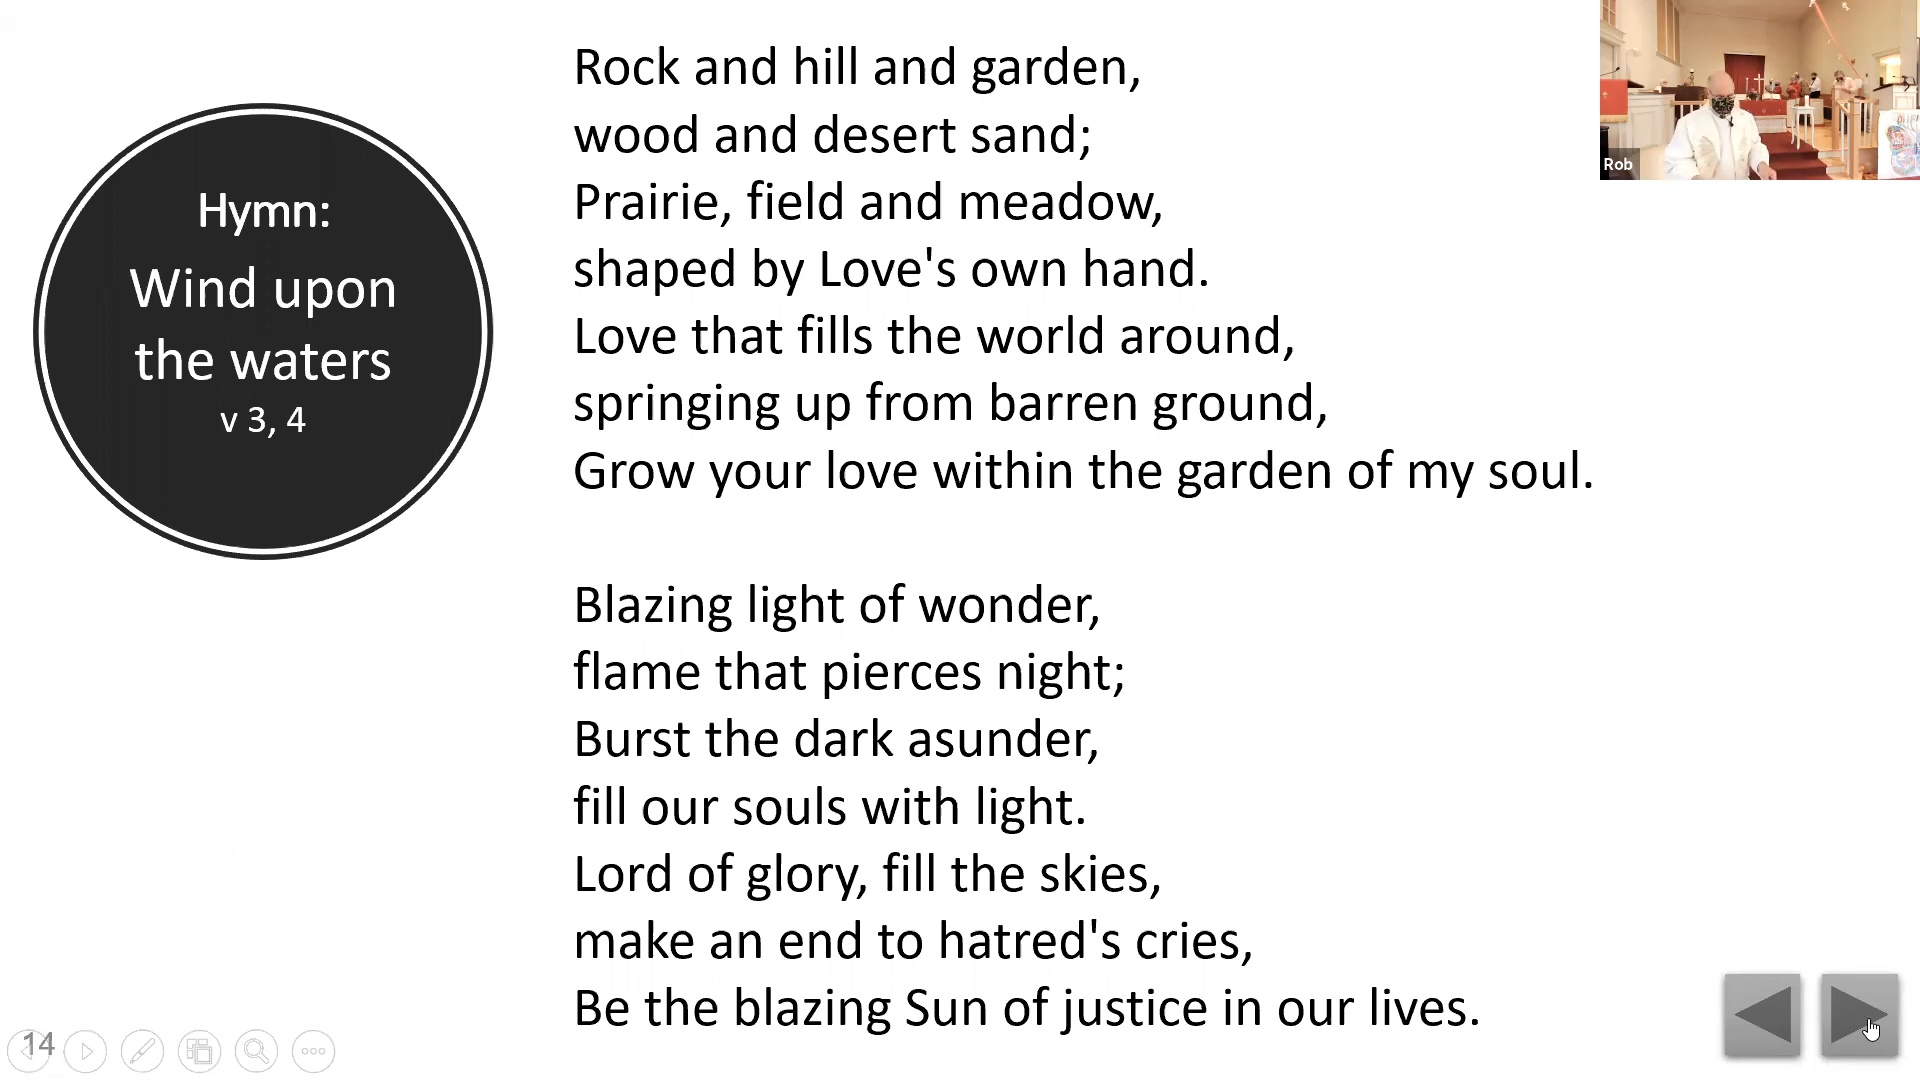 Hymn:
Wind upon
the waters
v 3, 4
Rock and hill and garden,
wood and desert sand;
Prairie, field and meadow,
shaped by Love's own hand.
Love that fills the world around,
springing up from barren ground,
Grow your love within the garden of my soul.
Blazing light of wonder,
flame that pierces night;
Burst the dark asunder,
fill our souls with light.
Lord of glory, fill the skies,
make an end to hatred's cries,
Be the blazing Sun of justice in our lives.
Rob
14